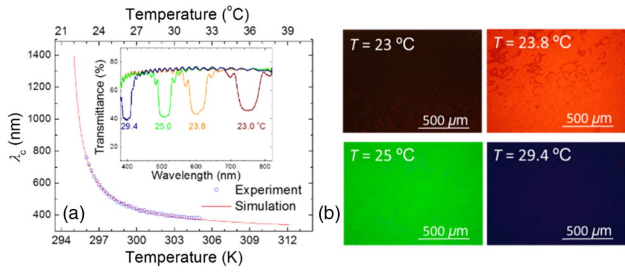 Temperature (°C)
21 24 27 30 33 36 39
1400
1200
1000
800
600
400
λc (nm)
80
60
40
20
0
Transmittance (%)
29.4 25.0 23.8 23.0 °C
400 500 600 700 800
Wavelength (nm)
Experiment
Simulation
(a)
294 297 300 303 306 309 312
Temperature (K)
(b)
T = 23 °C
500 µm
T = 23.8 °C
500 µm
T = 25 °C
500 µm
T = 29.4 °C
500 µm